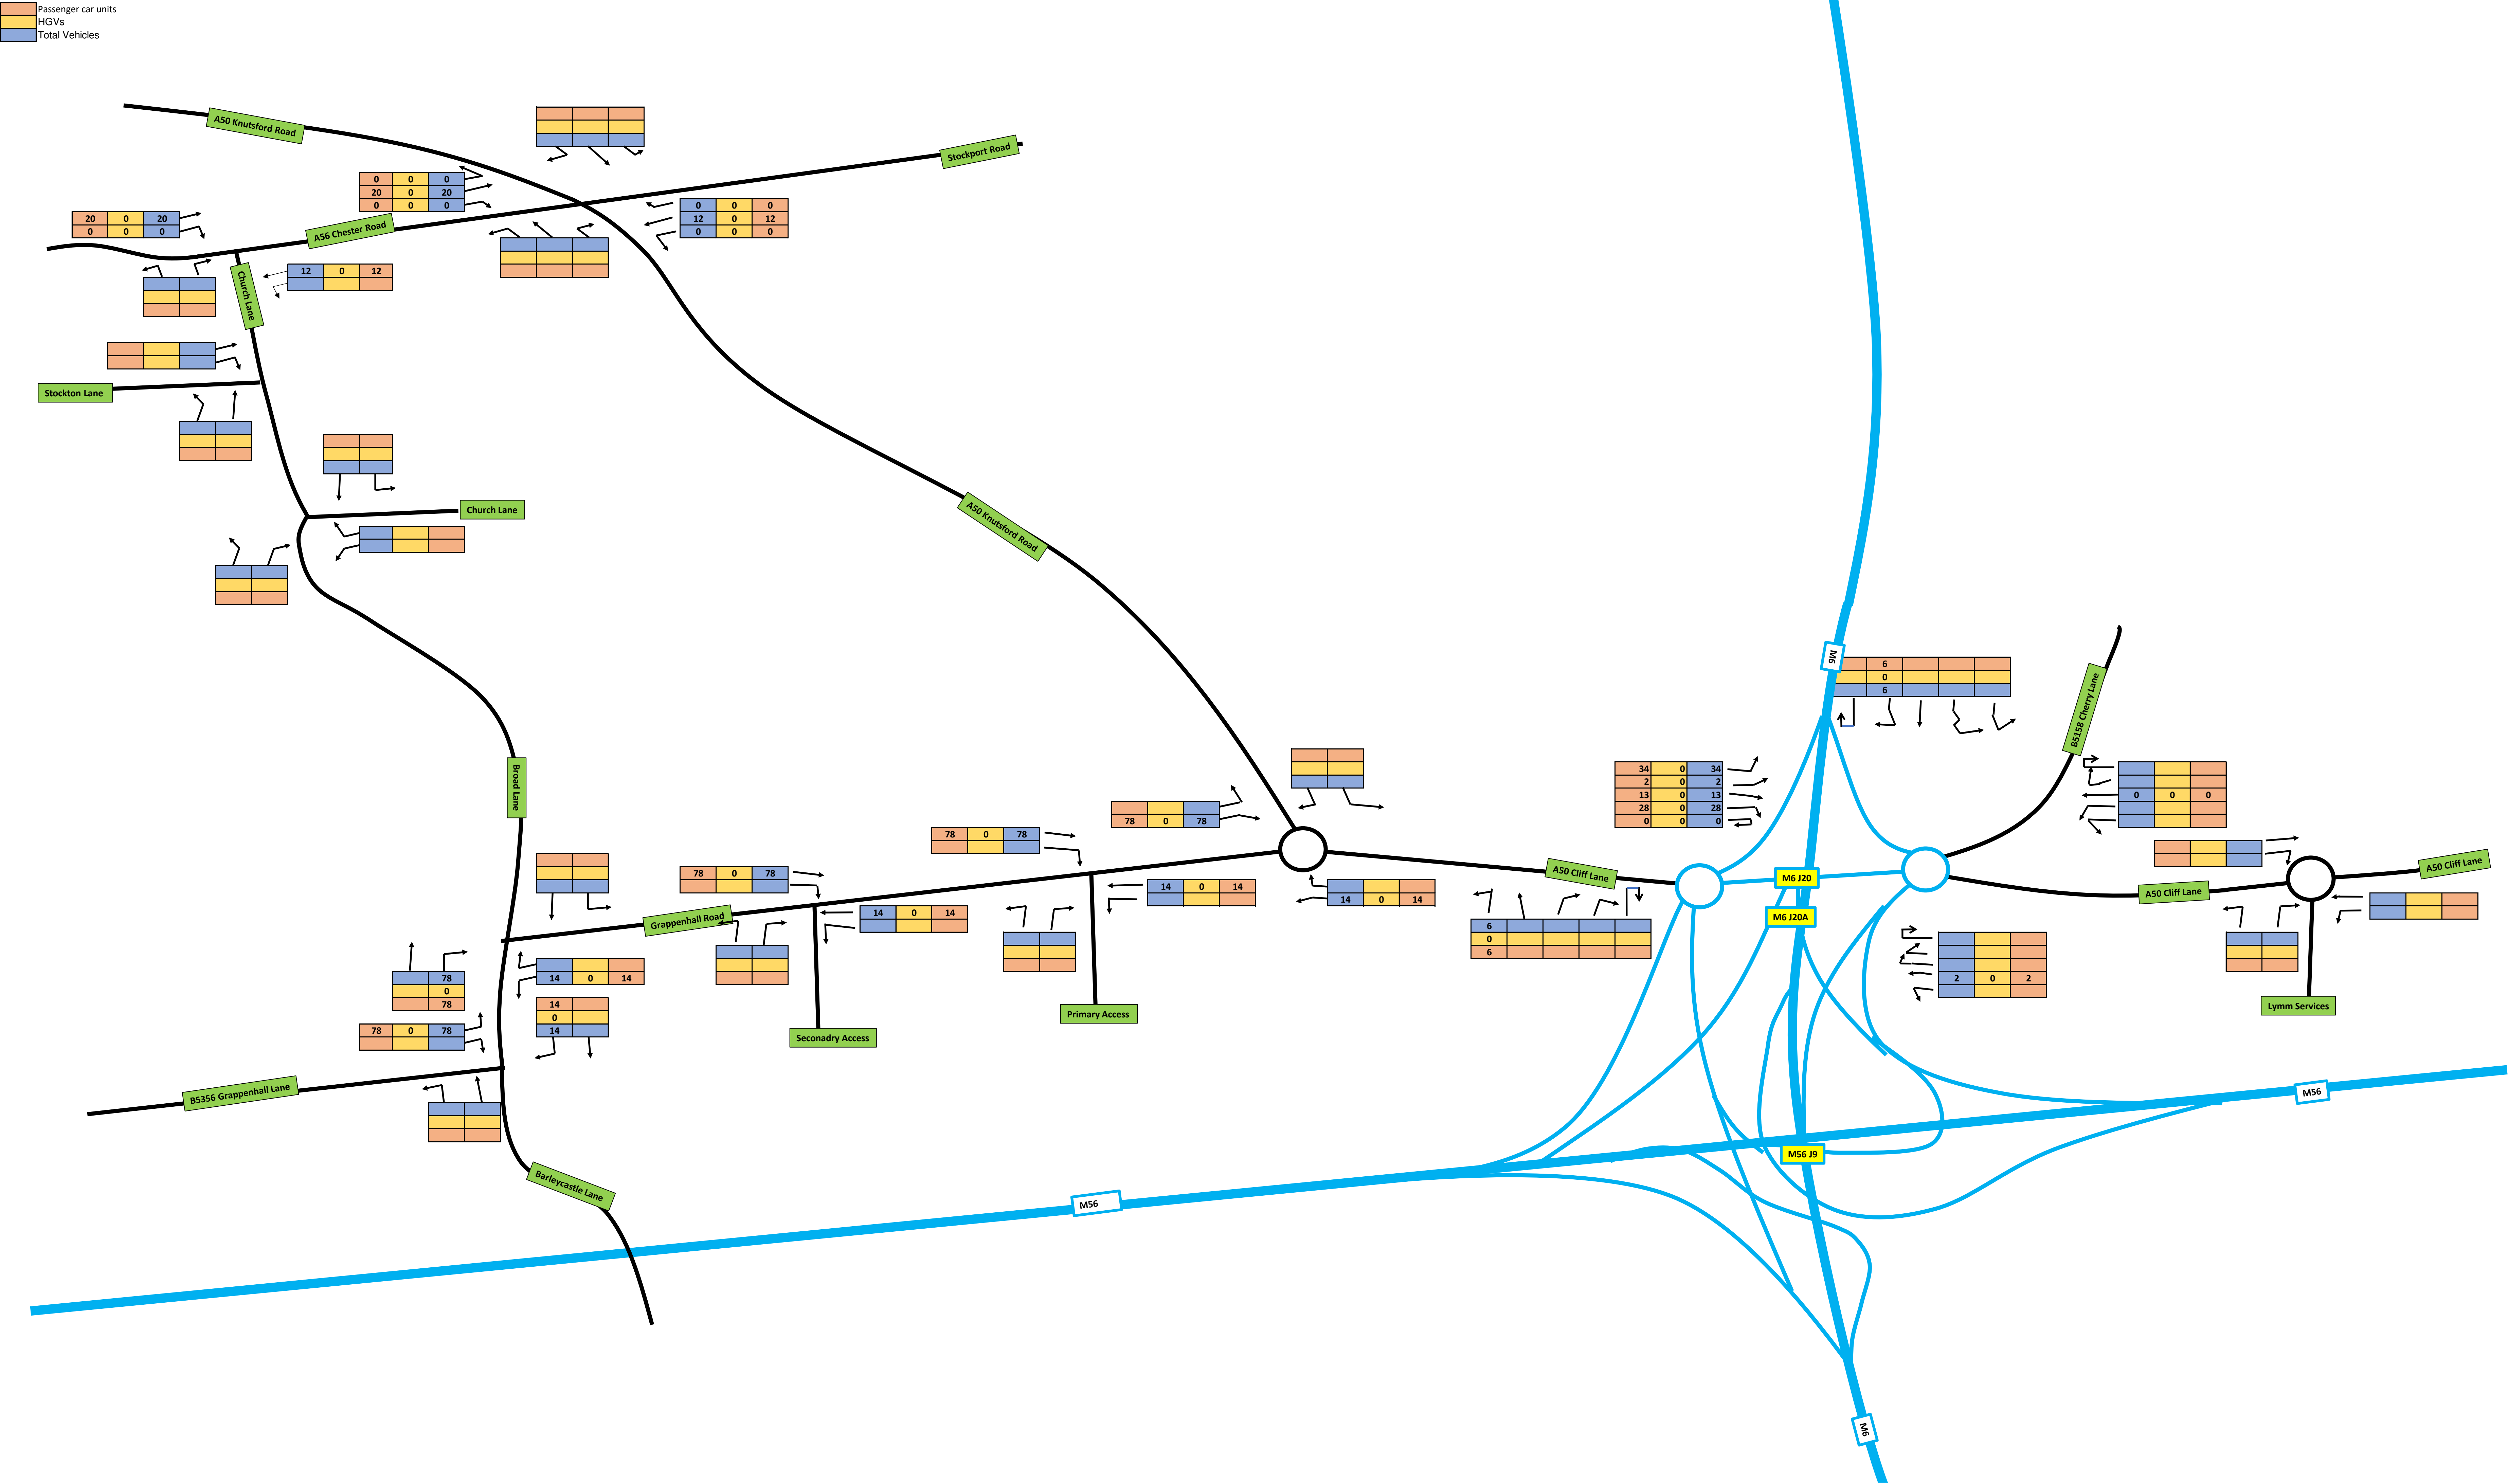 Passenger car units
HGVs
Total Vehicles
A50 Knutsford Road
Stockport Road
0 0 0
20 0 20
0 0 0
0 0 0
12 0 12
0 0 0
20 0 20
0 0 0
A56 Chester Road
12 0 12
Church Lane
Stockton Lane
Church Lane
A50 Knutsford Road
M6
6
0
6
B5158 Cherry Lane
Broad Lane
34 0 34
2 0 2
13 0 13
28 0 28
0 0 0
0 0 0
78 0 78
78 0 78
78 0 78
A50 Cliff Lane
M6 J20
A50 Cliff Lane
A50 Cliff Lane
14 0 14
14 0 14
14 0 14
Grappenhall Road
M6 J20A
6
0
6
78
0
78
14 0 14
2 0 2
14
0
14
78 0 78
Primary Access
Seconadry Access
Lymm Services
B5356 Grappenhall Lane
M56
M56 J9
Barleycastle Lane
M56
M6